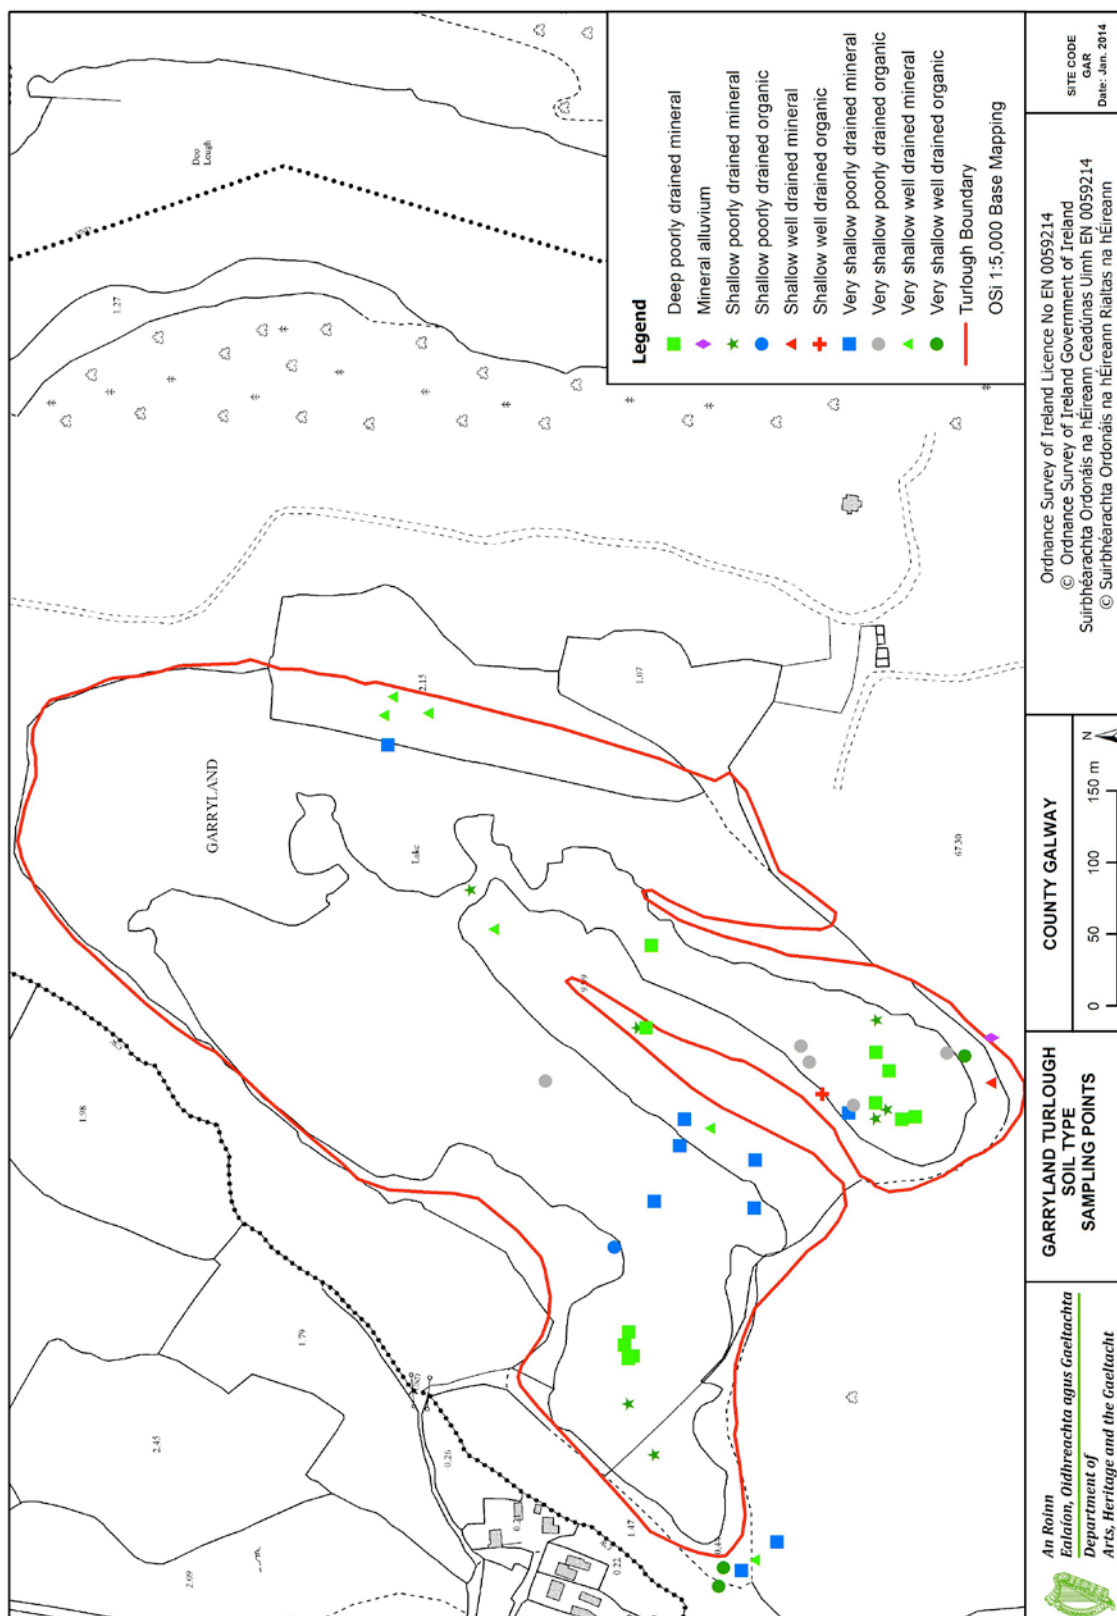 Doo
Lough
1.27
GARRYLAND
Lake
2.15
1.07
9.99
67.30
1.98
1.79
2.45
0.26
0.21
1.47
0.22
2.09
Legend
Deep poorly drained mineral
Mineral alluvium
Shallow poorly drained mineral
Shallow poorly drained organic
Shallow well drained mineral
Shallow well drained organic
Very shallow poorly drained mineral
Very shallow poorly drained organic
Very shallow well drained mineral
Very shallow well drained organic
Turlough Boundary
OSi 1:5,000 Base Mapping
An Roinn
Ealaíon, Oidhreachta agus Gaeltachta
Department of
Arts, Heritage and the Gaeltacht
GARRYLAND TURLOUGH
SOIL TYPE
SAMPLING POINTS
COUNTY GALWAY
0 50 100 150 m
N
Ordnance Survey of Ireland Licence No EN 0059214
© Ordnance Survey of Ireland Government of Ireland
Suirbhéarachta Ordonáis na hÉireann Ceadúnas Uimh EN 0059214
© Suirbhéarachta Ordonáis na hÉireann Rialtas na hÉireann
SITE CODE
GAR
Date: Jan. 2014